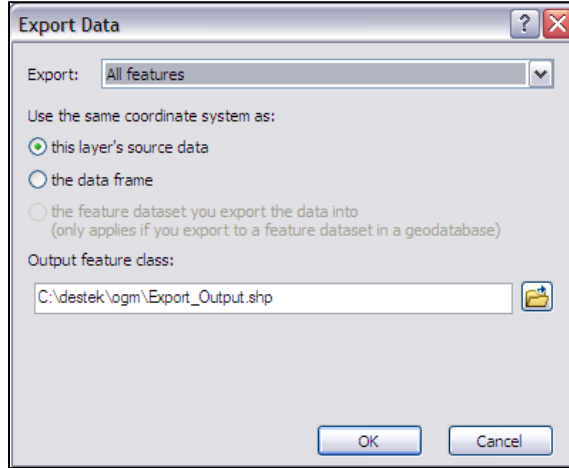 Export Data
Export: All features
Use the same coordinate system as:
this layer's source data
the data frame
the feature dataset you export the data into
(only applies if you export to a feature dataset in a geodatabase)
Output feature class:
C:\destek\ogm\Export_Output.shp
OK Cancel